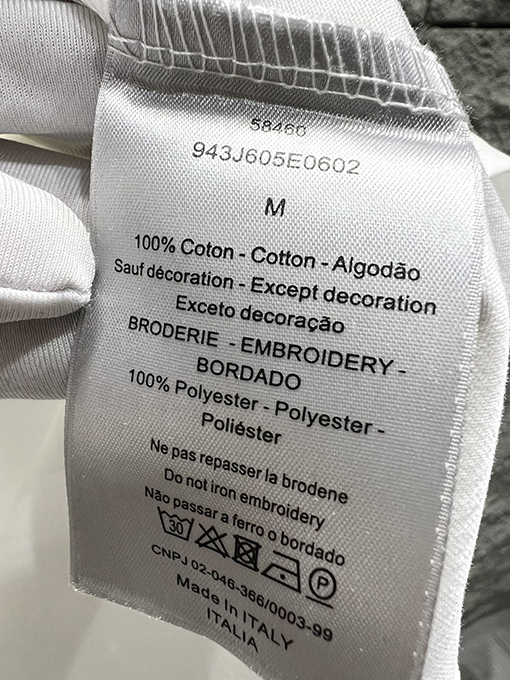 58460
943J605E0602
M
100% Coton - Cotton - Algodão
Sauf décoration - Except decoration
Exceto decoração
BRODERIE - EMBROIDERY -
BORDADO
100% Polyester - Polyester -
Poliéster
Ne pas repasser la brodene
Do not iron embroidery
Não passar a ferro o bordado
30 P
CNPJ 02-046-366/0003-99
Made In ITALY
ITALIA